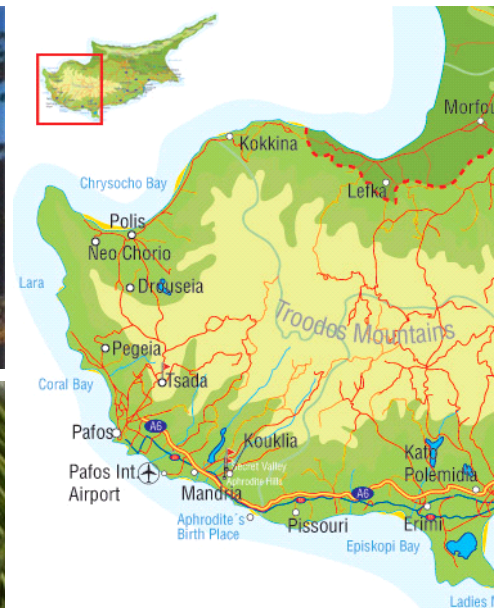 Morfou
Kokkina
Lefka
Chrysocho Bay
Polis
Neo Chorio
Lara
Drouseia
Troodos Mountains
Pegeia
Tsada
Coral Bay
Pafos
A6
Kouklia
Kato
Polemidia
Secret Valley
Aphrodite Hills
Pafos Int.
Airport
Mandria
A6
Aphrodite´s
Birth Place
Pissouri
Erimi
Episkopi Bay
Ladies